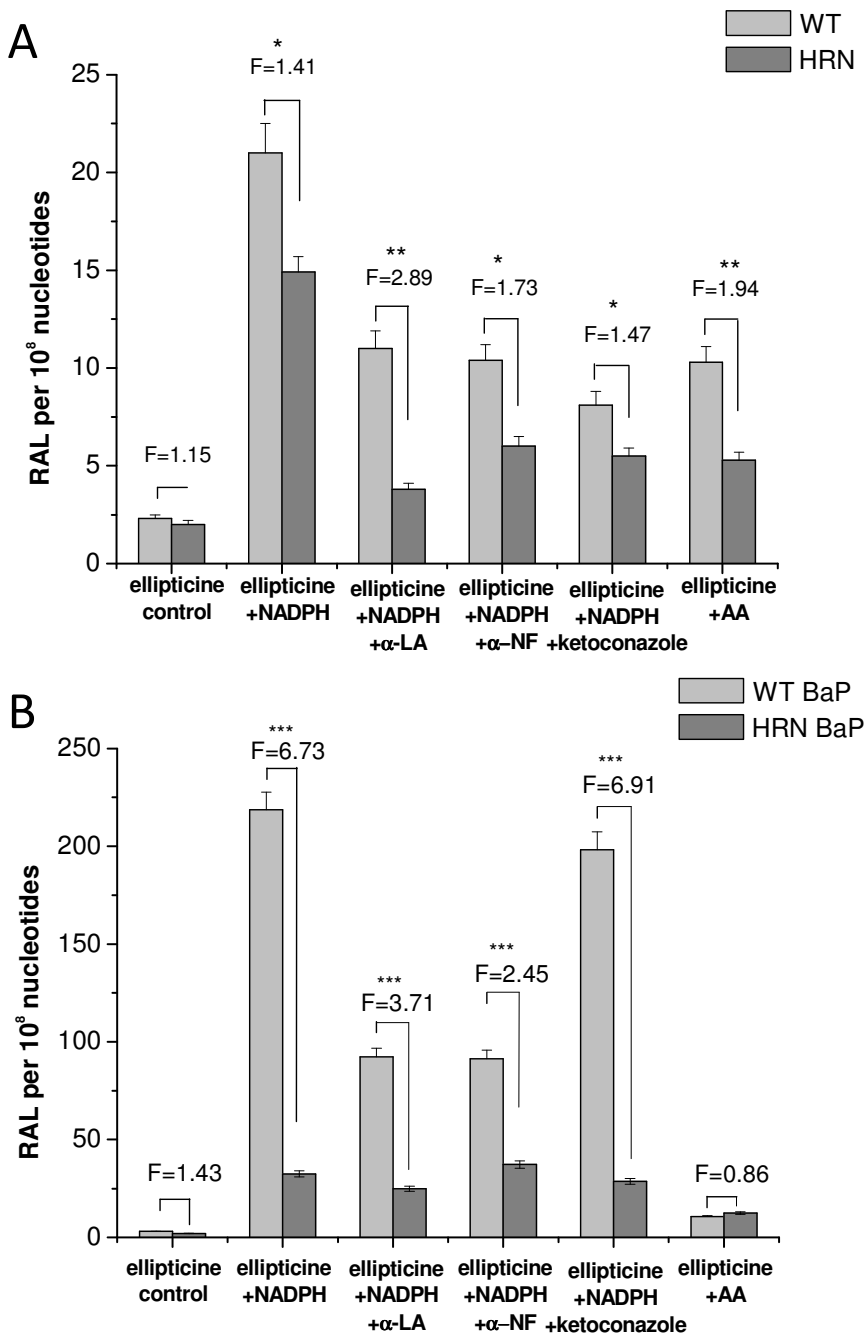 A
WT
HRN
RAL per 10⁸ nucleotides
25
20
15
10
5
0
*
F=1.41
**
F=2.89
*
F=1.73
*
F=1.47
**
F=1.94
F=1.15
ellipticine
control
ellipticine
+NADPH
ellipticine
+NADPH
+α-LA
ellipticine
+NADPH
+α–NF
ellipticine
+NADPH
+ketoconazole
ellipticine
+AA
B
WT BaP
HRN BaP
RAL per 10⁸ nucleotides
250
200
150
100
50
0
***
F=6.73
***
F=3.71
***
F=2.45
***
F=6.91
F=1.43
F=0.86
ellipticine
control
ellipticine
+NADPH
ellipticine
+NADPH
+α-LA
ellipticine
+NADPH
+α–NF
ellipticine
+NADPH
+ketoconazole
ellipticine
+AA